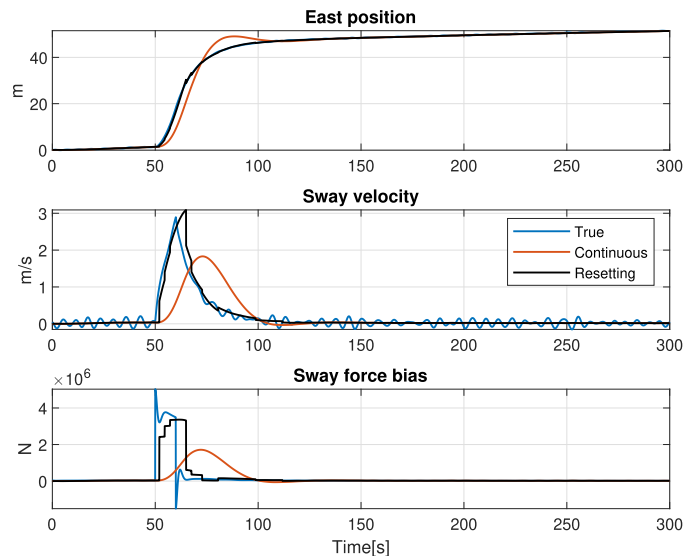 East position
m
40
20
0
0 50 100 150 200 250 300
Sway velocity
m/s
3
2
1
0
True
Continuous
Resetting
0 50 100 150 200 250 300
Sway force bias
×10⁶
N
4
2
0
0 50 100 150 200 250 300
Time[s]